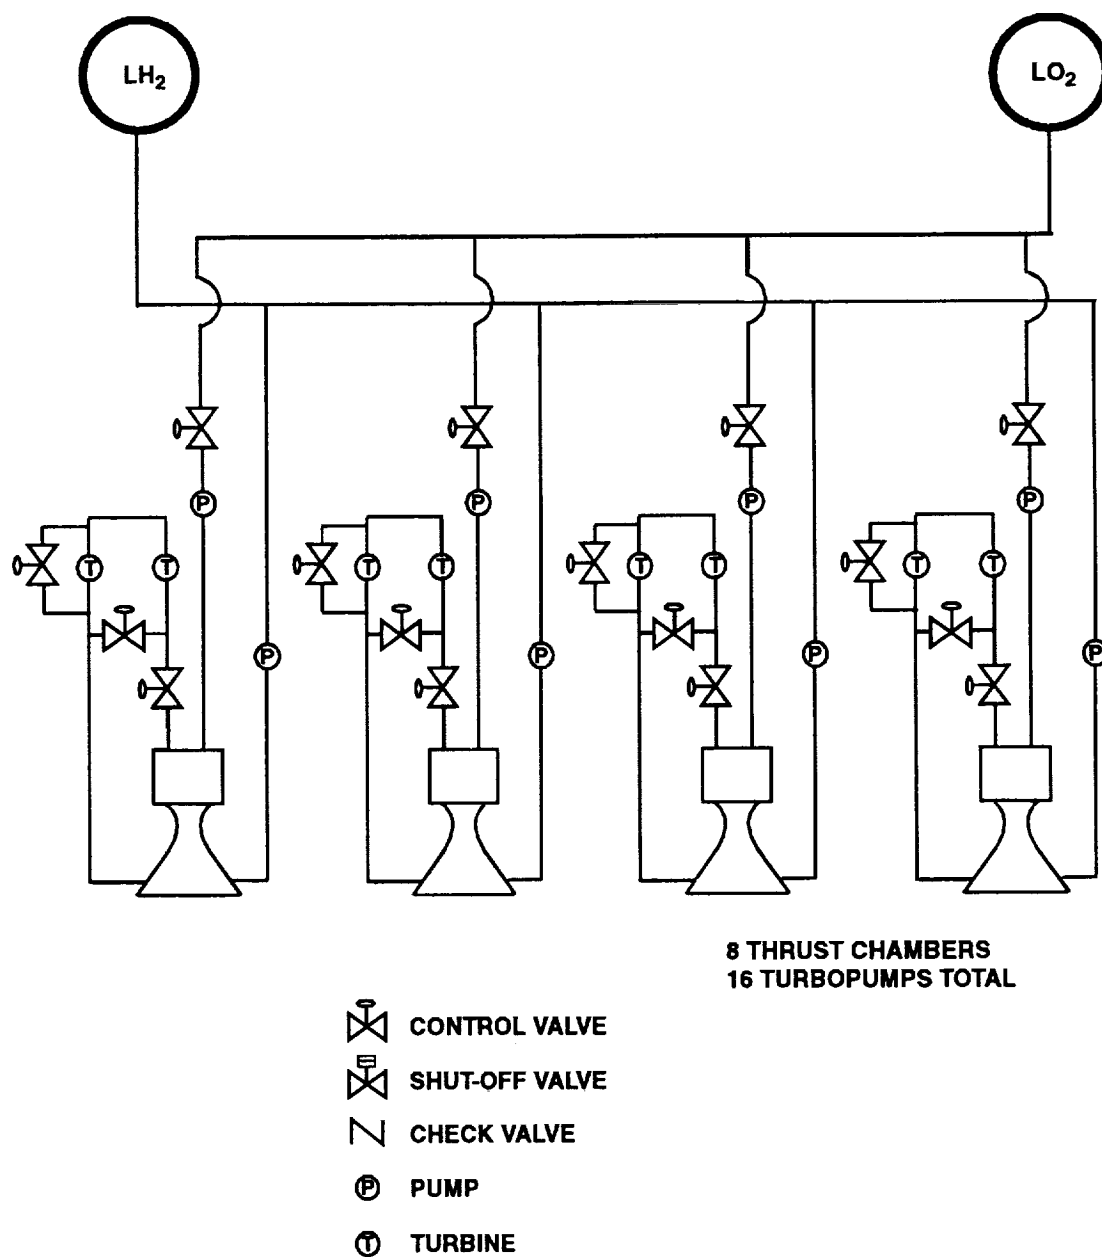 LH₂
LO₂
P P P P
T T T T T T T T
P P P P
8 THRUST CHAMBERS
16 TURBOPUMPS TOTAL
CONTROL VALVE
SHUT-OFF VALVE
CHECK VALVE
P PUMP
T TURBINE